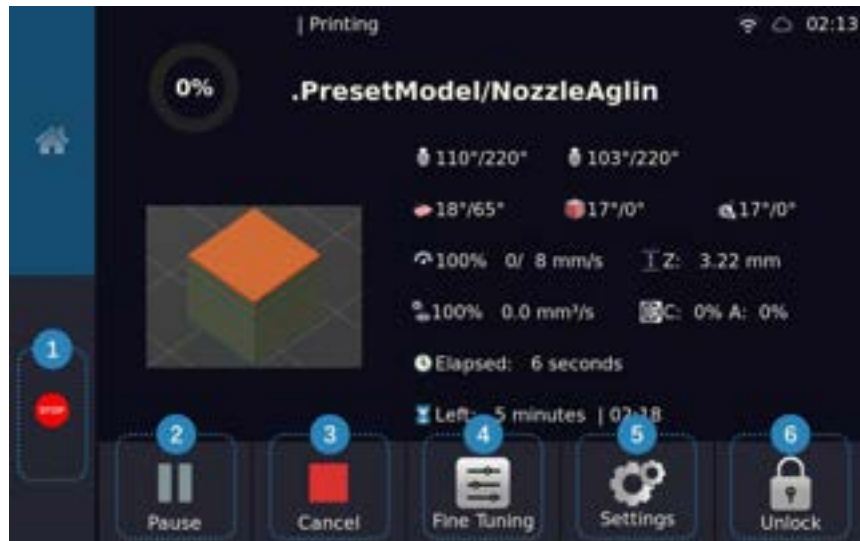 | Printing
02:13
0%
.PresetModel/NozzleAglin
110°/220° 103°/220°
18°/65° 17°/0° 17°/0°
100% 0/ 8 mm/s Z: 3.22 mm
100% 0.0 mm³/s C: 0% A: 0%
Elapsed: 6 seconds
Left: 5 minutes | 02:18
1
STOP
2 3 4 5 6
Pause Cancel Fine Tuning Settings Unlock